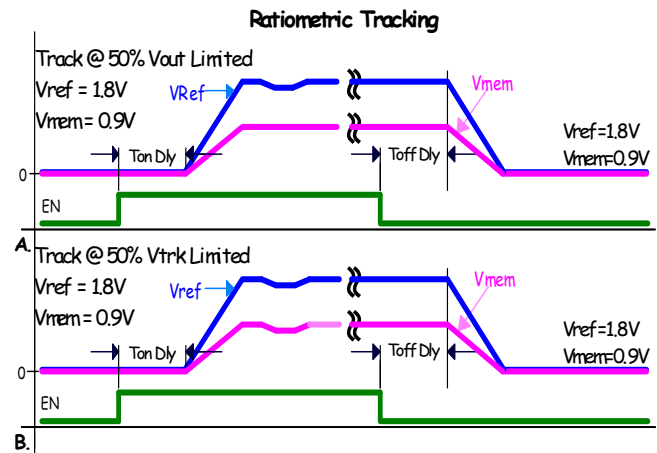 Ratiometric Tracking
Track @ 50% Vout Limited
Vref = 1.8V
Vmem = 0.9V
VRef
Vmem
Vref=1.8V
Vmem=0.9V
Ton Dly
Toff Dly
0
EN
A.
Track @ 50% Vtrk Limited
Vref = 1.8V
Vmem = 0.9V
Vref
Vmem
Vref=1.8V
Vmem=0.9V
Ton Dly
Toff Dly
0
EN
B.